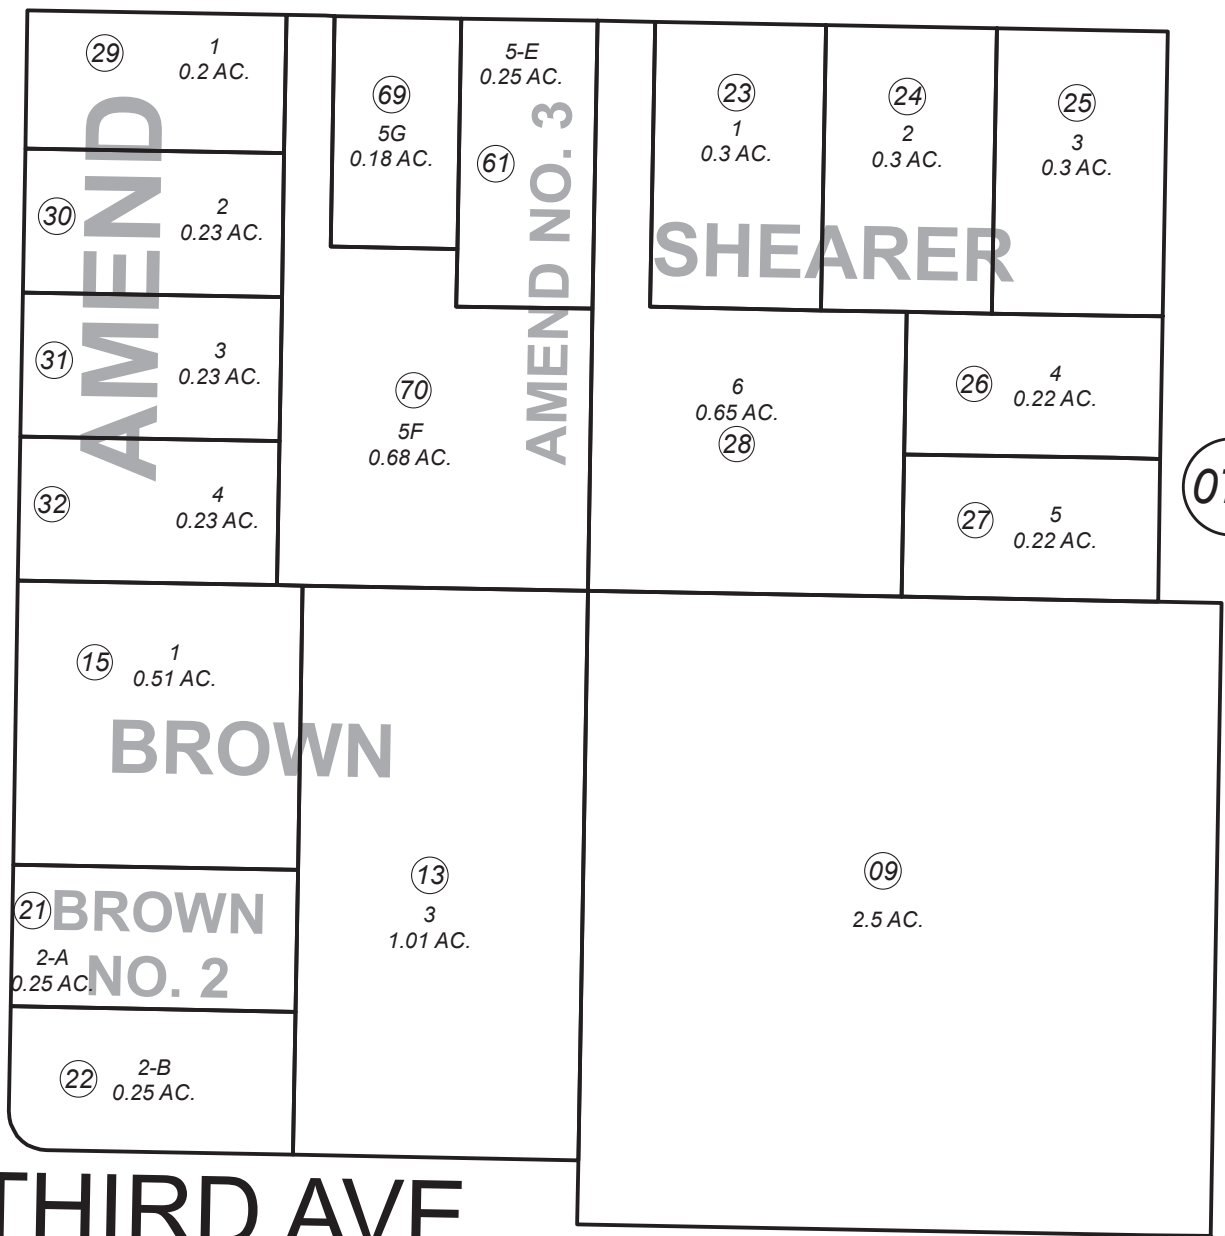 29
1
0.2 AC.
30
2
0.23 AC.
31
3
0.23 AC.
32
4
0.23 AC.
AMEND
69
5G
0.18 AC.
5-E
0.25 AC.
61
AMEND NO. 3
70
5F
0.68 AC.
23
1
0.3 AC.
24
2
0.3 AC.
25
3
0.3 AC.
SHEARER
6
0.65 AC.
28
26
4
0.22 AC.
27
5
0.22 AC.
15
1
0.51 AC.
BROWN
21
BROWN
NO. 2
2-A
0.25 AC.
22
2-B
0.25 AC.
13
3
1.01 AC.
09
2.5 AC.
THIRD AVE